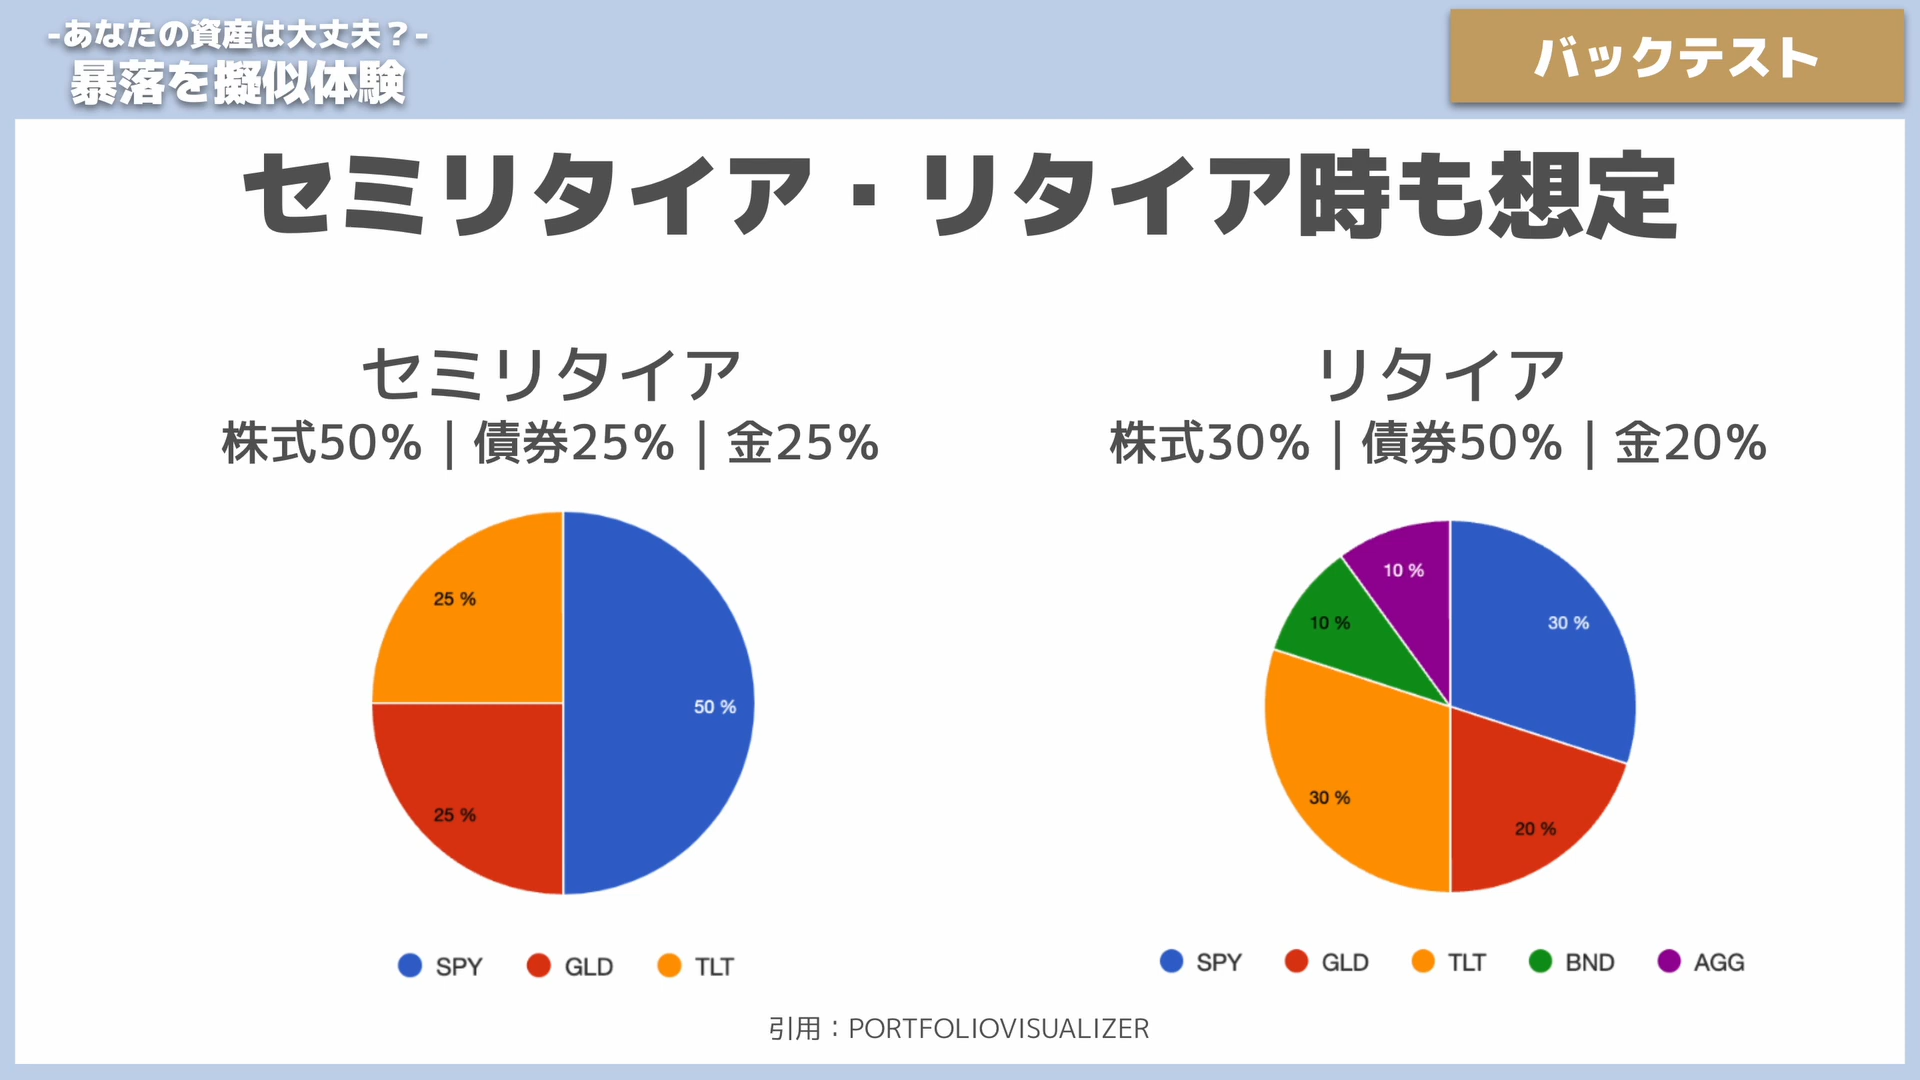 -あなたの資産は大丈夫？-
暴落を擬似体験
バックテスト
セミリタイア・リタイア時も想定
セミリタイア
株式50%｜債券25%｜金25%
25 %
50 %
25 %
SPY GLD TLT
リタイア
株式30%｜債券50%｜金20%
10 %
10 %
30 %
30 %
20 %
SPY GLD TLT BND AGG
引用：PORTFOLIOVISUALIZER